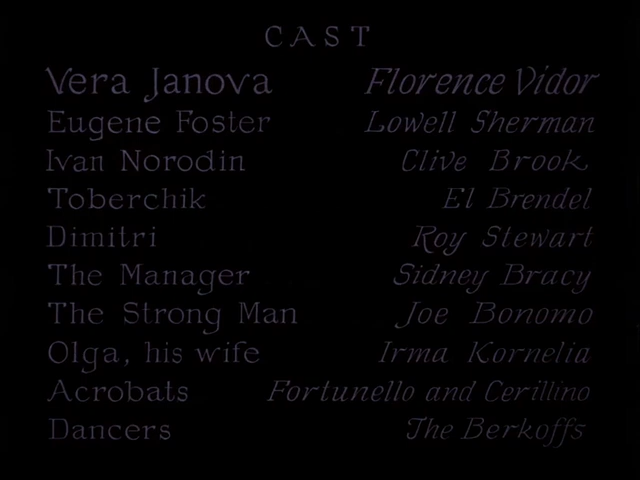 CAST
Vera Janova Florence Vidor
Eugene Foster Lowell Sherman
Ivan Norodin Clive Brook
Toberchik El Brendel
Dimitri Roy Stewart
The Manager Sidney Bracy
The Strong Man Joe Bonomo
Olga, his wife Irma Kornelia
Acrobats Fortunello and Cerillino
Dancers The Berkoffs